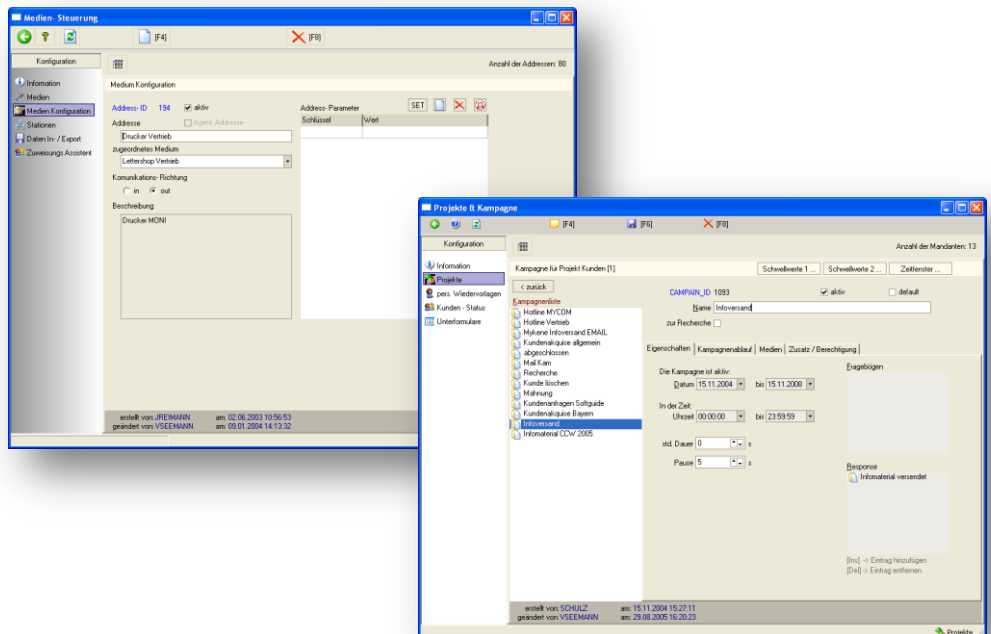 Medien- Steuerung
[F4] [F8]
Konfiguration
Anzahl der Addressen: 80
Information
Medien
Medien Konfiguration
Stationen
Daten In- / Export
Zuweisungs Assistent
Medium Konfiguration
Address- ID 194 aktiv
Addresse Agent- Addresse
Drucker Vertrieb
zugeordnetes Medium
Lettershop Vertrieb
Komunikations- Richtung
in out
Beschreibung
Drucker MONI
Address- Parameter SET
Schlüssel Wert
erstellt von: JREIMANN am: 02.06.2003 10:56:53
geändert von: VSEEMANN am: 09.01.2004 14:13:32
Projekte & Kampagne
[F4] [F6] [F8]
Konfiguration
Anzahl der Mandanten: 13
Information
Projekte
pers. Wiedervorlagen
Kunden - Status
Unterformulare
Kampagne für Projekt Kunden [1]
Schwellwerte 1 ... Schwellwerte 2 ... Zeitfenster ...
< zurück
Kampagnenliste
Hotline MYCOM
Hotline Vertrieb
Mykene Infoversand EMAIL
Kundenakquise allgemein
abgeschlossen
Mail Kam
Recherche
Kunde löschen
Mahnung
Kundenanfragen Softguide
Kundenakquise Bayern
Infoversand
Infomaterial CCW 2005
CAMPAIN_ID 1093 aktiv default
Name Infoversand
zur Recherche
Eigenschaften Kampagnenablauf Medien Zusatz / Berechtigung
Die Kampagne ist aktiv:
Datum 15.11.2004 bis 15.11.2008
In der Zeit:
Uhrzeit 00:00:00 bis 23:59:59
std. Dauer 0 s
Pause 5 s
Fragebögen
Response
Infomaterial versendet
[Ins] -> Eintrag hinzufügen
[Del] -> Eintrag entfernen
erstellt von: SCHULZ am: 15.11.2004 15:27:11
geändert von: VSEEMANN am: 29.08.2005 16:20:23
Projekte